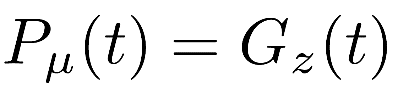 P_μ(t) = G_z(t)